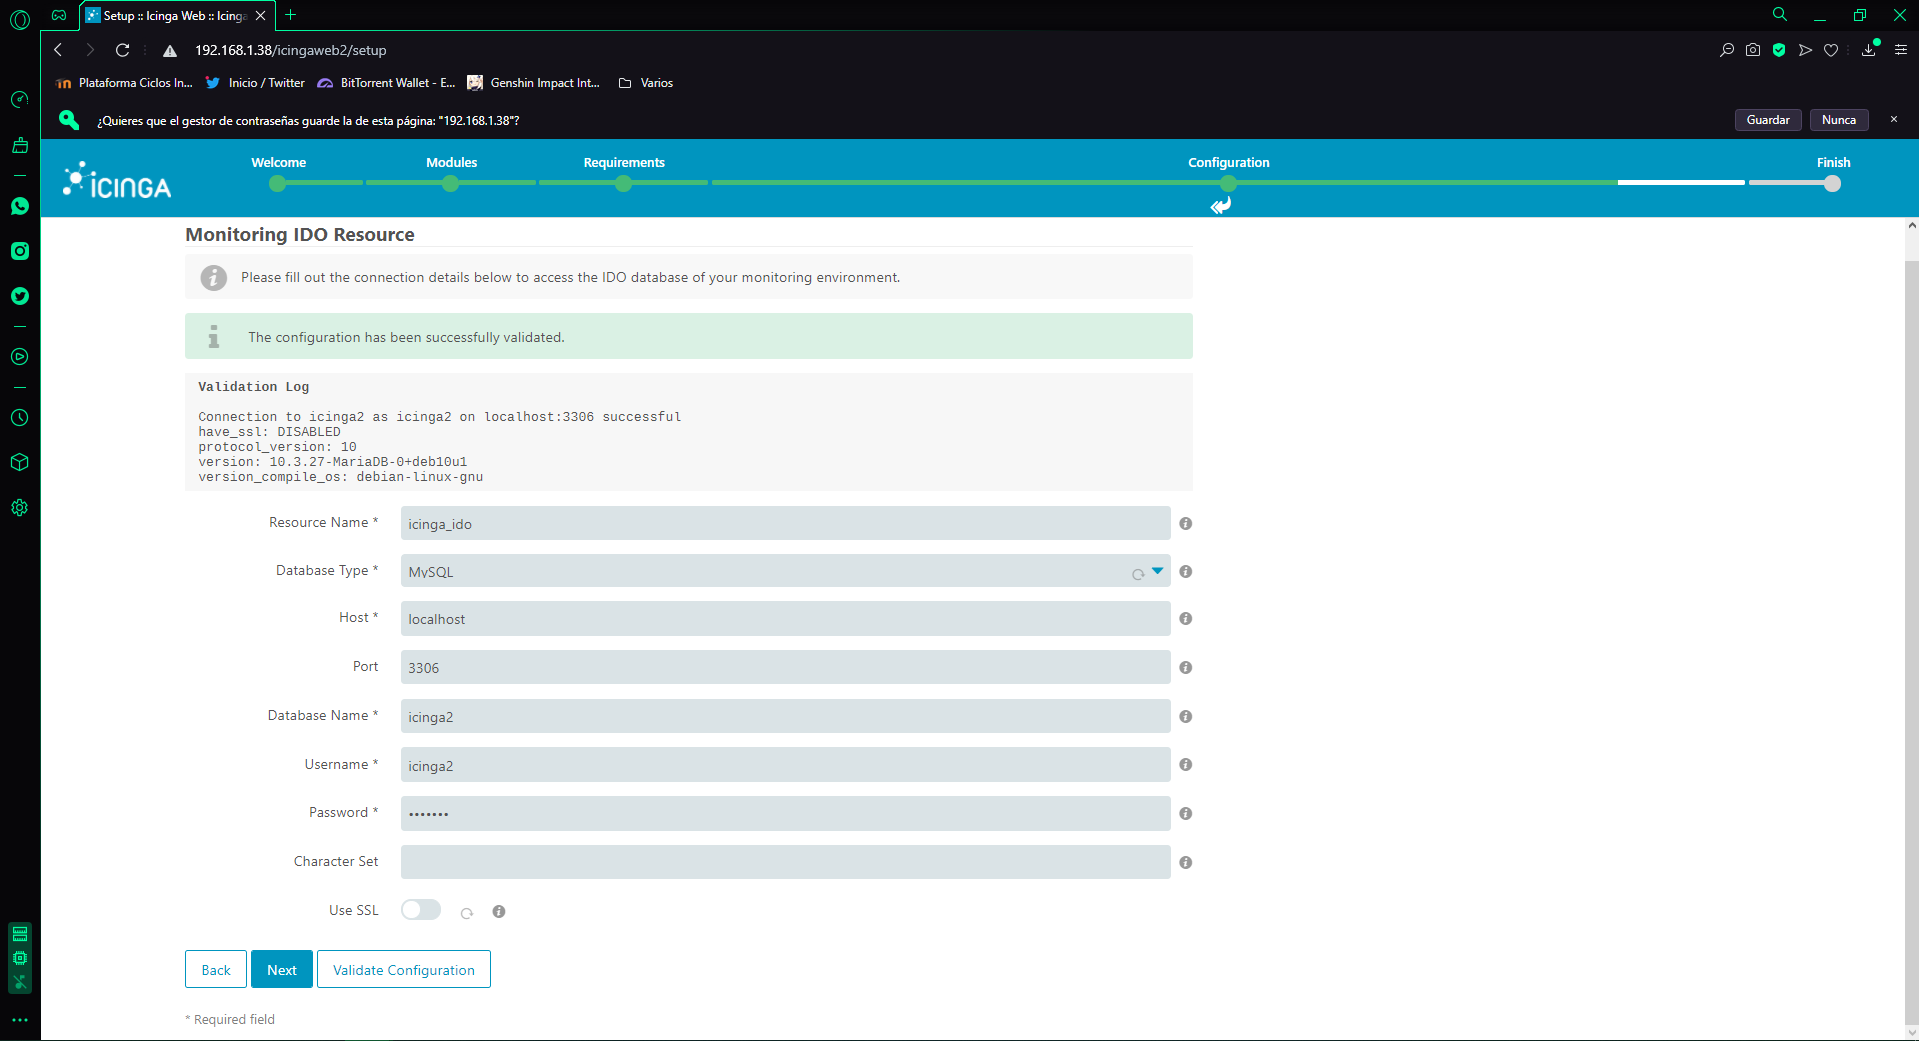 Setup :: Icinga Web :: Icing
192.168.1.38/icingaweb2/setup
Plataforma Ciclos In...
Inicio / Twitter
BitTorrent Wallet - E...
Genshin Impact Int...
Varios
¿Quieres que el gestor de contraseñas guarde la de esta página: "192.168.1.38"?
Guardar
Nunca
ICINGA
Welcome
Modules
Requirements
Configuration
Finish
Monitoring IDO Resource
Please fill out the connection details below to access the IDO database of your monitoring environment.
The configuration has been successfully validated.
Validation Log
Connection to icinga2 as icinga2 on localhost:3306 successful
have_ssl: DISABLED
protocol_version: 10
version: 10.3.27-MariaDB-0+deb10u1
version_compile_os: debian-linux-gnu
Resource Name *
icinga_ido
Database Type *
MySQL
Host *
localhost
Port
3306
Database Name *
icinga2
Username *
icinga2
Password *
•••••••
Character Set
Use SSL
Back
Next
Validate Configuration
* Required field